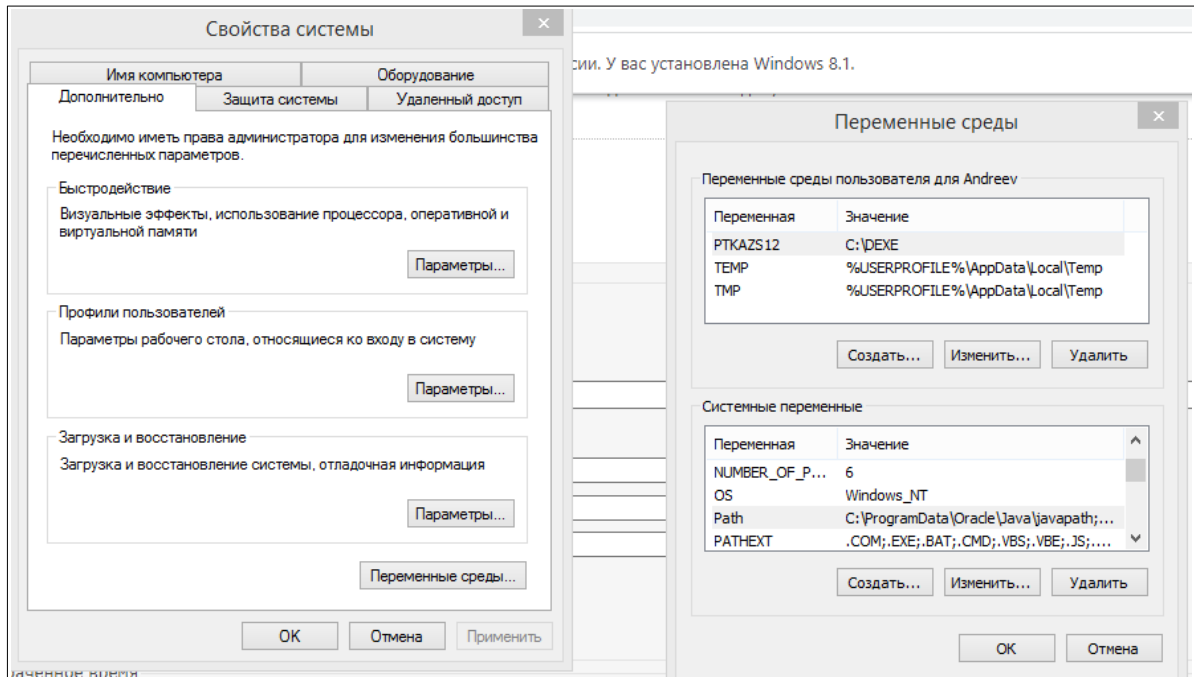 Свойства системы
Имя компьютера
Оборудование
Дополнительно
Защита системы
Удаленный доступ
Необходимо иметь права администратора для изменения большинства
перечисленных параметров.
Быстродействие
Визуальные эффекты, использование процессора, оперативной и
виртуальной памяти
Параметры...
Профили пользователей
Параметры рабочего стола, относящиеся ко входу в систему
Параметры...
Загрузка и восстановление
Загрузка и восстановление системы, отладочная информация
Параметры...
Переменные среды...
OK
Отмена
Применить
сии. У вас установлена Windows 8.1.
Переменные среды
Переменные среды пользователя для Andreev
Переменная Значение
PTKAZS12 C:\DEXE
TEMP %USERPROFILE%\AppData\Local\Temp
TMP %USERPROFILE%\AppData\Local\Temp
Создать...
Изменить...
Удалить
Системные переменные
Переменная Значение
NUMBER_OF_P... 6
OS Windows_NT
Path C:\ProgramData\Oracle\Java\javapath;...
PATHEXT .COM;.EXE;.BAT;.CMD;.VBS;.VBE;.JS;....
Создать...
Изменить...
Удалить
OK
Отмена
раченное время